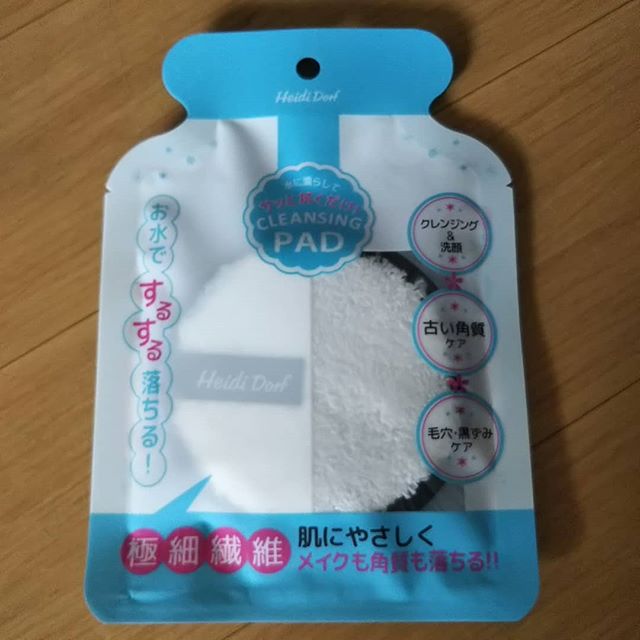 Heidi Dorf
水に濡らして
サッと拭くだけ!
CLEANSING
PAD
お水で
するする
落ちる!
クレンジング
&
洗顔
古い角質
ケア
毛穴・黒ずみ
ケア
Heidi Dorf
極細繊維
肌にやさしく
メイクも角質も落ちる!!